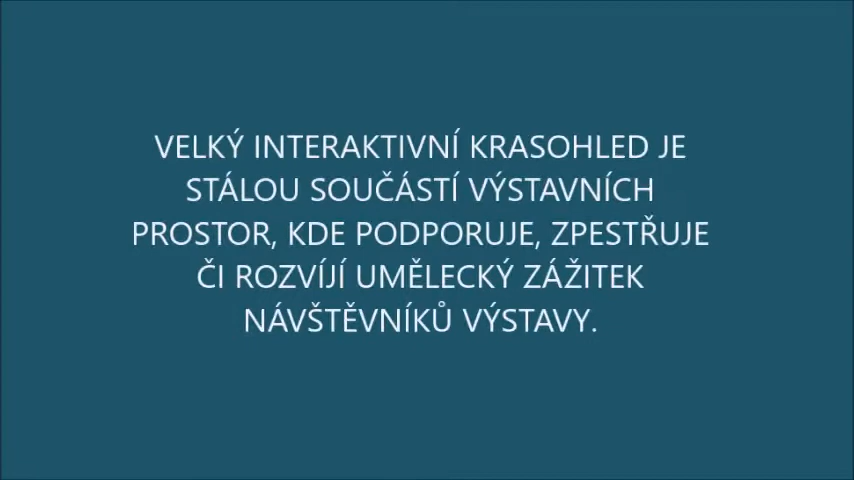 VELKÝ INTERAKTIVNÍ KRASOHLED JE
STÁLOU SOUČÁSTÍ VÝSTAVNÍCH
PROSTOR, KDE PODPORUJE, ZPESTŘUJE
ČI ROZVÍJÍ UMĚLECKÝ ZÁŽITEK
NÁVŠTĚVNÍKŮ VÝSTAVY.